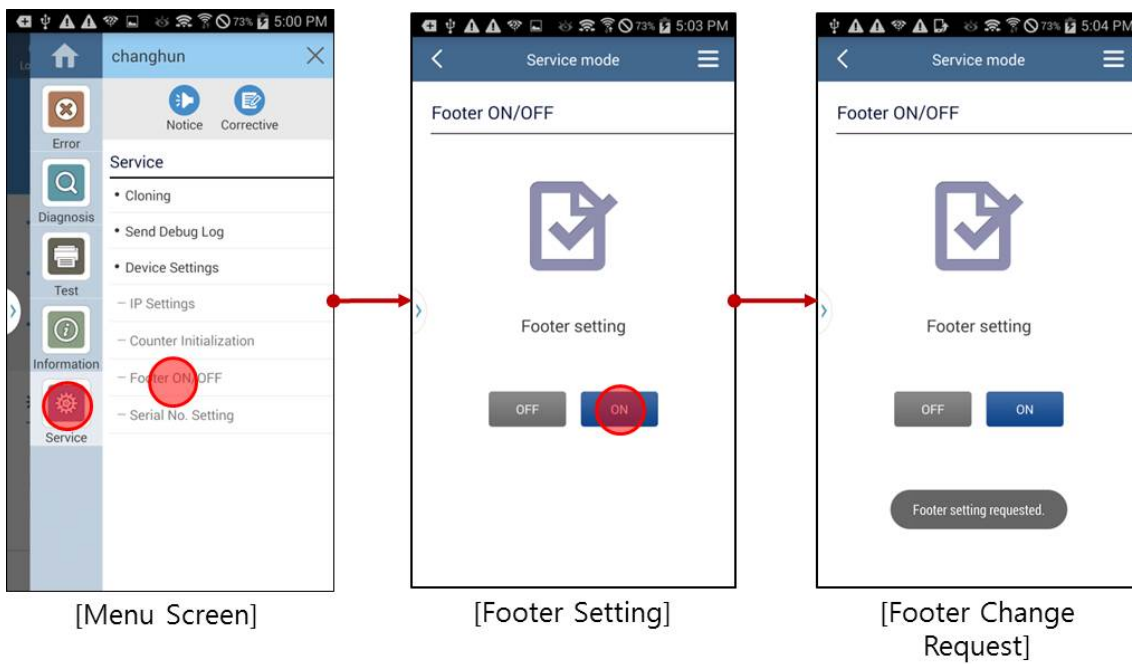 73% 5:00 PM
changhun
Notice Corrective
Error
Service
• Cloning
Diagnosis
• Send Debug Log
• Device Settings
Test
– IP Settings
– Counter Initialization
Information
– Footer ON/OFF
– Serial No. Setting
Service
[Menu Screen]
73% 5:03 PM
Service mode
Footer ON/OFF
Footer setting
OFF ON
[Footer Setting]
73% 5:04 PM
Service mode
Footer ON/OFF
Footer setting
OFF ON
Footer setting requested.
[Footer Change
Request]